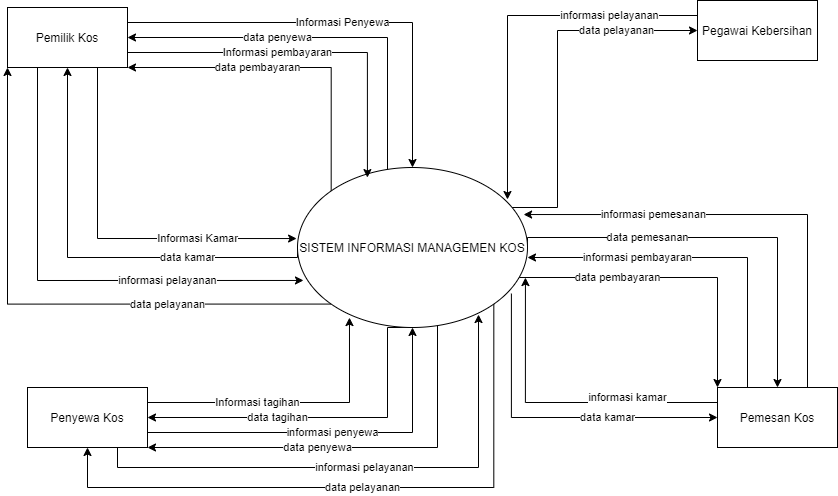 Pemilik Kos
Informasi Penyewa
data penyewa
Informasi pembayaran
data pembayaran
informasi pelayanan
data pelayanan
Pegawai Kebersihan
Informasi Kamar
data kamar
informasi pelayanan
data pelayanan
SISTEM INFORMASI MANAGEMEN KOS
informasi pemesanan
data pemesanan
informasi pembayaran
data pembayaran
informasi kamar
data kamar
Pemesan Kos
Penyewa Kos
Informasi tagihan
data tagihan
informasi penyewa
data penyewa
informasi pelayanan
data pelayanan